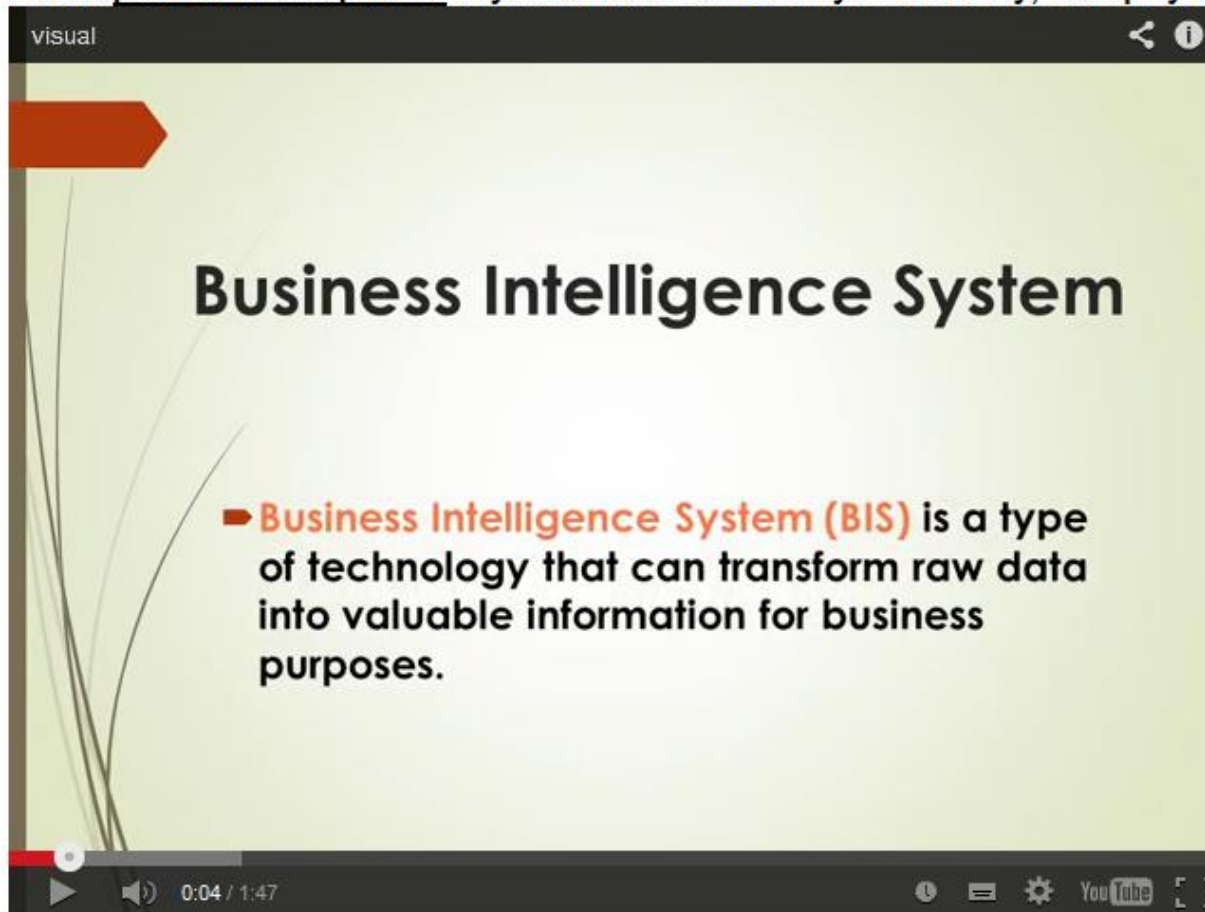 visual
Business Intelligence System
Business Intelligence System (BIS) is a type
of technology that can transform raw data
into valuable information for business
purposes.
0:04 / 1:47
YouTube